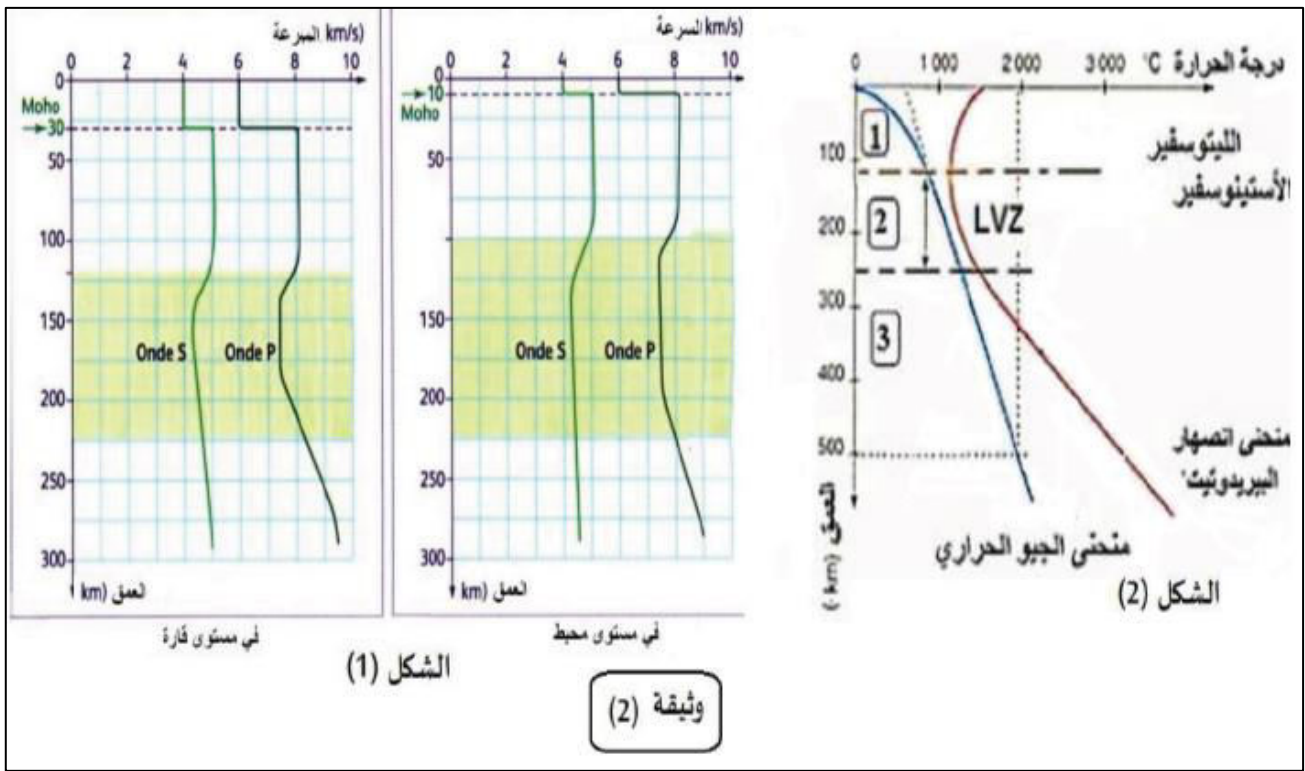 السرعة (km/s
0 2 4 6 8 10
0
Moho
30
50
100
150
200
250
300
Onde S Onde P
العمق (km
في مستوى قارة
السرعة (km/s
0 2 4 6 8 10
0
10
Moho
50
150
200
250
300
Onde S Onde P
العمق (km
في مستوى محيط
الشكل (1)
وثيقة (2)
درجة الحرارة °C
0 1000 2000 3000
100
200
300
400
500
1
2
3
LVZ
الليتوسفير
الأستينوسفير
منحنى انصهار
البيريدوتيت
منحنى الجيو الحراري
العمق (km)
الشكل (2)